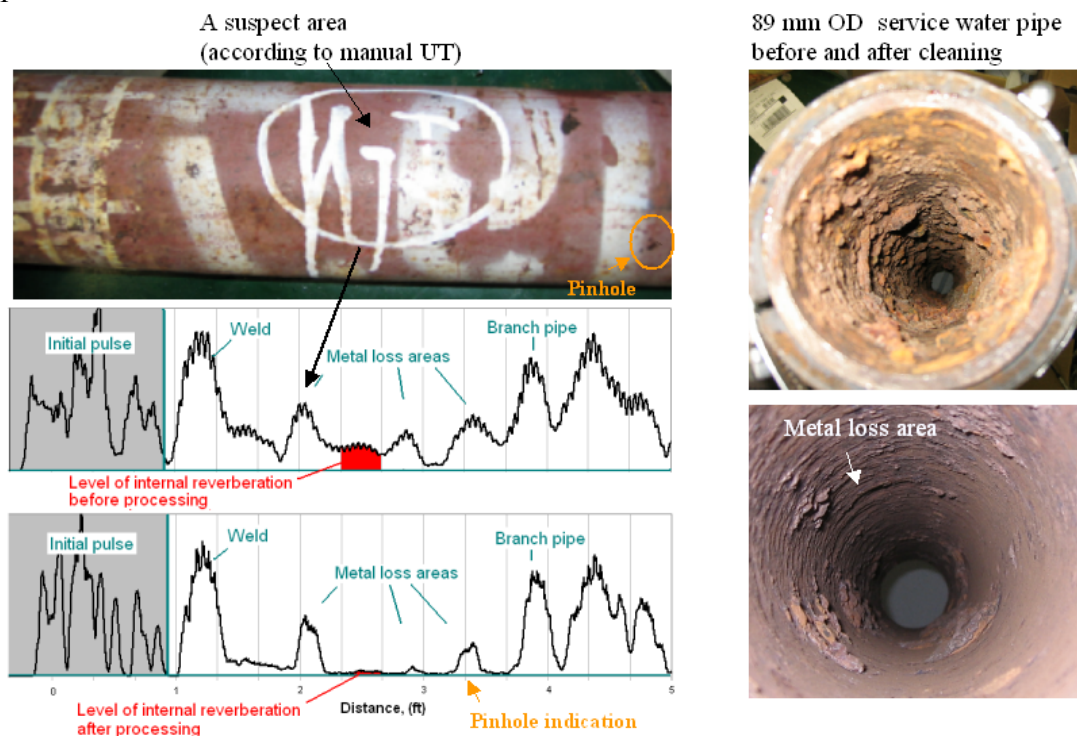 A suspect area
(according to manual UT)
89 mm OD service water pipe
before and after cleaning
Pinhole
Initial pulse
Weld
Metal loss areas
Branch pipe
Level of internal reverberation
before processing
Metal loss area
Initial pulse
Weld
Metal loss areas
Branch pipe
0 1 2 3 4 5
Level of internal reverberation
after processing
Distance, (ft)
Pinhole indication